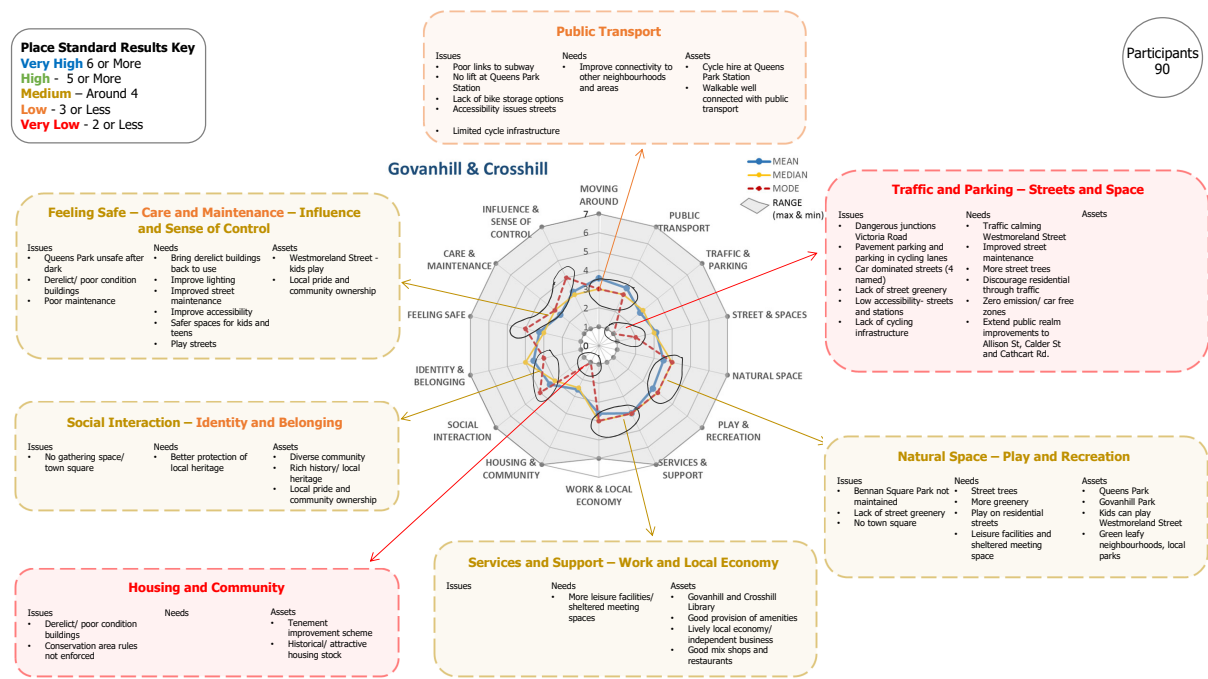 Place Standard Results Key
Very High 6 or More
High - 5 or More
Medium – Around 4
Low - 3 or Less
Very Low - 2 or Less
Public Transport
Issues
• Poor links to subway
• No lift at Queens Park
Station
• Lack of bike storage options
• Accessibility issues streets
• Limited cycle infrastructure
Needs
• Improve connectivity to
other neighbourhoods
and areas
Assets
• Cycle hire at Queens
Park Station
• Walkable well
connected with public
transport
Participants
90
Govanhill & Crosshill
MEAN
MEDIAN
MODE
RANGE
(max & min)
MOVING
AROUND
PUBLIC
TRANSPORT
TRAFFIC &
PARKING
STREET & SPACES
NATURAL SPACE
PLAY &
RECREATION
SERVICES &
SUPPORT
WORK & LOCAL
ECONOMY
HOUSING &
COMMUNITY
SOCIAL
INTERACTION
IDENTITY &
BELONGING
FEELING SAFE
CARE &
MAINTENANCE
INFLUENCE &
SENSE OF
CONTROL
7
6
5
4
3
2
1
0
Feeling Safe – Care and Maintenance – Influence
and Sense of Control
Issues
• Queens Park unsafe after
dark
• Derelict/ poor condition
buildings
• Poor maintenance
Needs
• Bring derelict buildings
back to use
• Improve lighting
• Improved street
maintenance
• Improve accessibility
• Safer spaces for kids and
teens
• Play streets
Assets
• Westmoreland Street -
kids play
• Local pride and
community ownership
Traffic and Parking – Streets and Space
Issues
• Dangerous junctions
Victoria Road
• Pavement parking and
parking in cycling lanes
• Car dominated streets (4
named)
• Lack of street greenery
• Low accessibility- streets
and stations
• Lack of cycling
infrastructure
Needs
• Traffic calming
Westmoreland Street
• Improved street
maintenance
• More street trees
• Discourage residential
through traffic
• Zero emission/ car free
zones
• Extend public realm
improvements to
Allison St, Calder St
and Cathcart Rd.
Assets
Social Interaction – Identity and Belonging
Issues
• No gathering space/
town square
Needs
• Better protection of
local heritage
Assets
• Diverse community
• Rich history/ local
heritage
• Local pride and
community ownership
Natural Space – Play and Recreation
Issues
• Bennan Square Park not
maintained
• Lack of street greenery
• No town square
Needs
• Street trees
• More greenery
• Play on residential
streets
• Leisure facilities and
sheltered meeting
space
Assets
• Queens Park
• Govanhill Park
• Kids can play
Westmoreland Street
• Green leafy
neighbourhoods, local
parks
Housing and Community
Issues
• Derelict/ poor condition
buildings
• Conservation area rules
not enforced
Needs
Assets
• Tenement
improvement scheme
• Historical/ attractive
housing stock
Services and Support – Work and Local Economy
Issues
Needs
• More leisure facilities/
sheltered meeting
spaces
Assets
• Govanhill and Crosshill
Library
• Good provision of amenities
• Lively local economy/
independent business
• Good mix shops and
restaurants